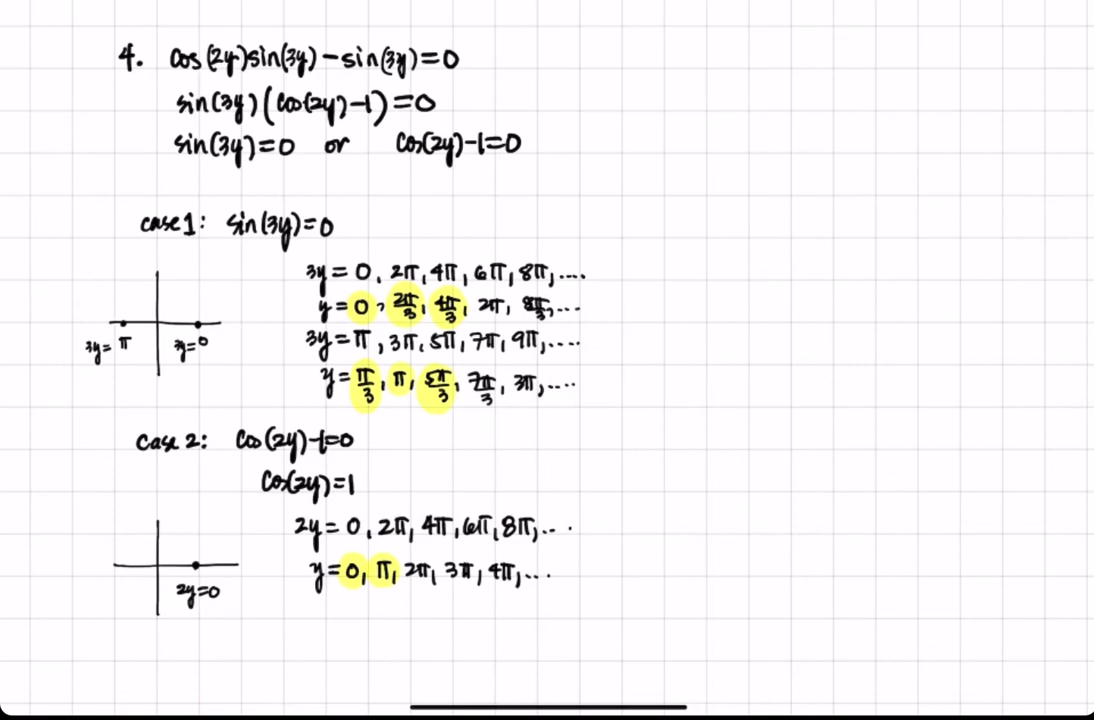 4. cos(2y)sin(3y)-sin(3y)=0
sin(3y)(cos(2y)-1)=0
sin(3y)=0 or cos(2y)-1=0
case 1: sin(3y)=0
3y=0, 2π, 4π, 6π, 8π, ....
y=0, 2π/3, 4π/3, 2π, 8π/3, ...
3y=π, 3π, 5π, 7π, 9π, ....
y=π/3, π, 5π/3, 7π/3, 3π, ....
3y=π 3y=0
case 2: cos(2y)-1=0
cos(2y)=1
2y=0, 2π, 4π, 6π, 8π, ...
y=0, π, 2π, 3π, 4π, ...
2y=0